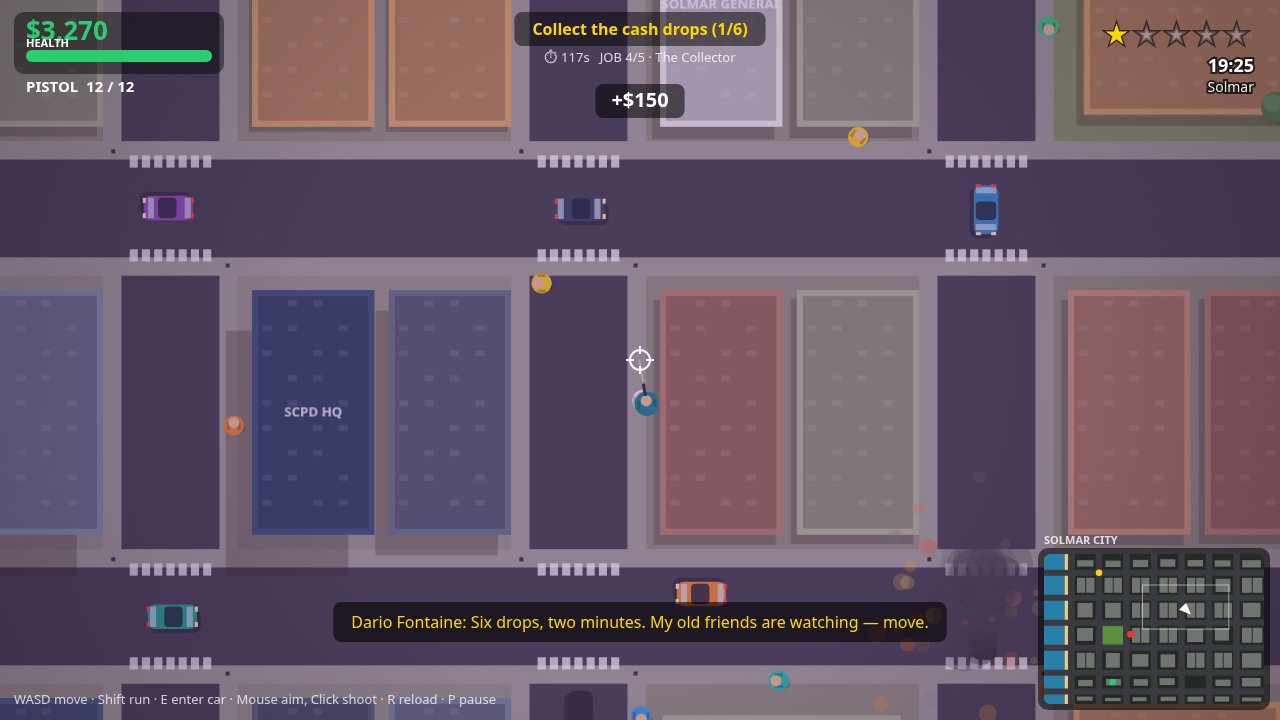 $3,270
HEALTH
PISTOL 12 / 12
SOLMAR GENERAL
Collect the cash drops (1/6)
117s JOB 4/5 · The Collector
+$150
19:25
Solmar
SCPD HQ
SOLMAR CITY
Dario Fontaine: Six drops, two minutes. My old friends are watching — move.
WASD move · Shift run · E enter car · Mouse aim, Click shoot · R reload · P pause